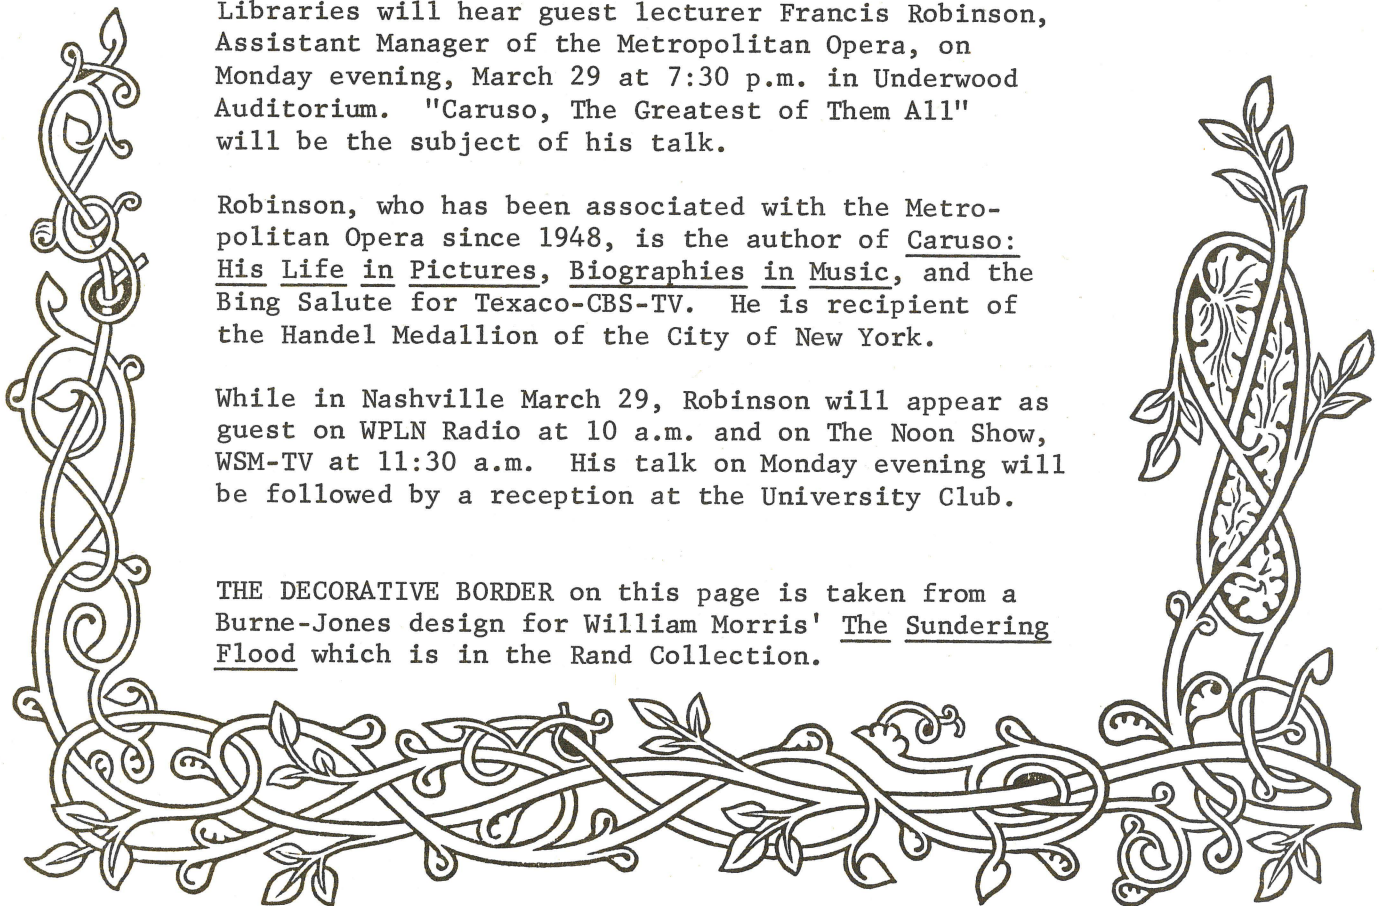 Libraries will hear guest lecturer Francis Robinson,
Assistant Manager of the Metropolitan Opera, on
Monday evening, March 29 at 7:30 p.m. in Underwood
Auditorium. "Caruso, The Greatest of Them All"
will be the subject of his talk.
Robinson, who has been associated with the Metro-
politan Opera since 1948, is the author of Caruso:
His Life in Pictures, Biographies in Music, and the
Bing Salute for Texaco-CBS-TV. He is recipient of
the Handel Medallion of the City of New York.
While in Nashville March 29, Robinson will appear as
guest on WPLN Radio at 10 a.m. and on The Noon Show,
WSM-TV at 11:30 a.m. His talk on Monday evening will
be followed by a reception at the University Club.
THE DECORATIVE BORDER on this page is taken from a
Burne-Jones design for William Morris' The Sundering
Flood which is in the Rand Collection.